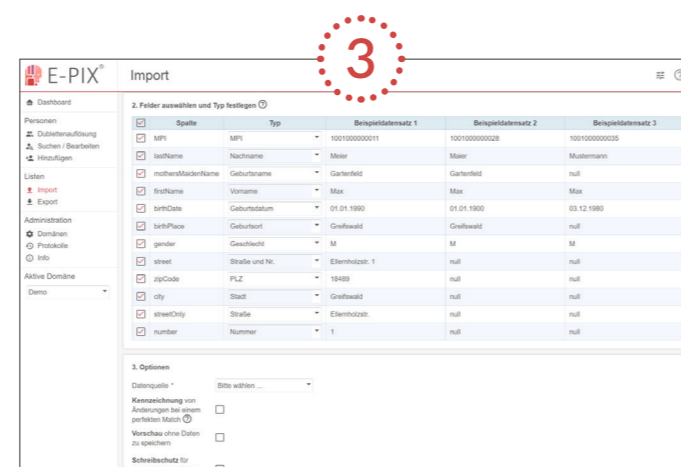 3
E-PIX®
Import
Dashboard
Personen
Dublettenauflösung
Suchen / Bearbeiten
Hinzufügen
Listen
Import
Export
Administration
Domänen
Protokolle
Info
Aktive Domäne
Demo
2. Felder auswählen und Typ festlegen
Spalte Typ Beispieldatensatz 1 Beispieldatensatz 2 Beispieldatensatz 3
MPI MPI 1001000000011 1001000000028 1001000000035
lastName Nachname Meier Maier Mustermann
mothersMaidenName Geburtsname Gartenfeld Gartenfeld null
firstName Vorname Max Max Max
birthDate Geburtsdatum 01.01.1990 01.01.1900 03.12.1980
birthPlace Geburtsort Greifswald Greifswald null
gender Geschlecht M M M
street Straße und Nr. Ellernholzstr. 1 null null
zipCode PLZ 18489 null null
city Stadt Greifswald null null
streetOnly Straße Ellernholzstr. null null
number Nummer 1 null null
3. Optionen
Datenquelle * Bitte wählen ...
Kennzeichnung von
Änderungen bei einem
perfekten Match
Vorschau ohne Daten
zu speichern
Schreibschutz für